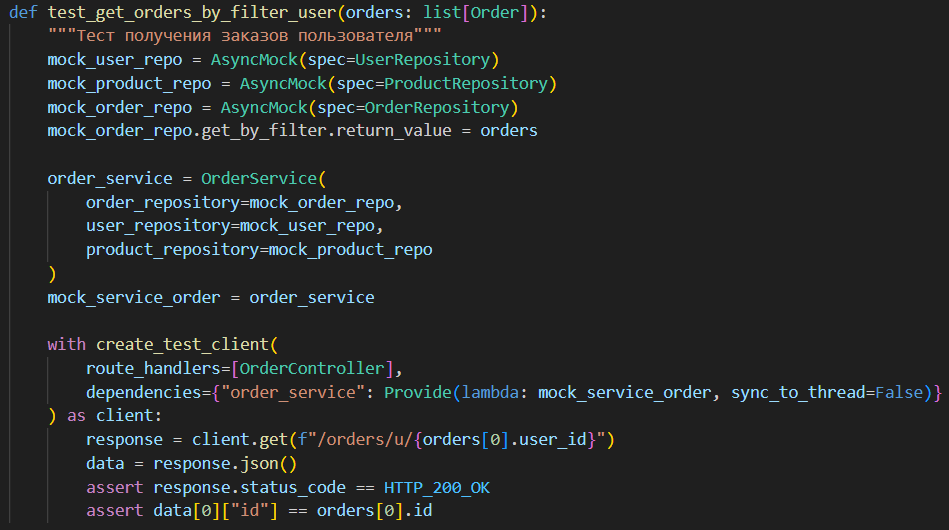 def test_get_orders_by_filter_user(orders: list[Order]):
    """Тест получения заказов пользователя"""
    mock_user_repo = AsyncMock(spec=UserRepository)
    mock_product_repo = AsyncMock(spec=ProductRepository)
    mock_order_repo = AsyncMock(spec=OrderRepository)
    mock_order_repo.get_by_filter.return_value = orders

    order_service = OrderService(
        order_repository=mock_order_repo,
        user_repository=mock_user_repo,
        product_repository=mock_product_repo
    )
    mock_service_order = order_service

    with create_test_client(
        route_handlers=[OrderController],
        dependencies={"order_service": Provide(lambda: mock_service_order, sync_to_thread=False)}
    ) as client:
        response = client.get(f"/orders/u/{orders[0].user_id}")
        data = response.json()
        assert response.status_code == HTTP_200_OK
        assert data[0]["id"] == orders[0].id